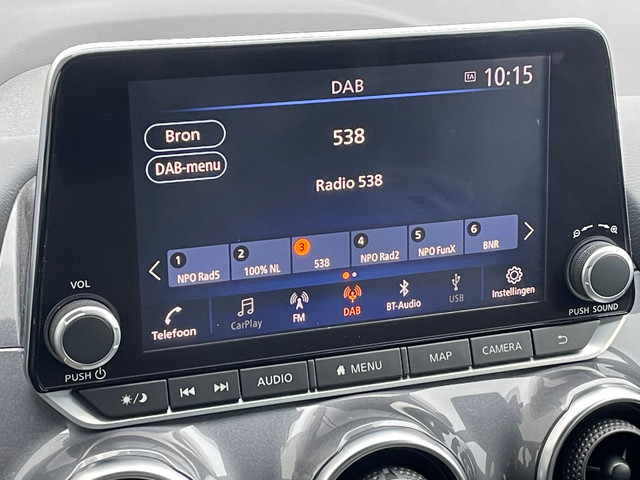 DAB
TA 10:15
Bron
538
DAB-menu
Radio 538
1 2 3 4 5 6
NPO Rad5 100% NL 538 NPO Rad2 NPO FunX BNR
Telefoon CarPlay FM DAB BT-Audio USB Instellingen
VOL
PUSH
PUSH SOUND
AUDIO MENU MAP CAMERA